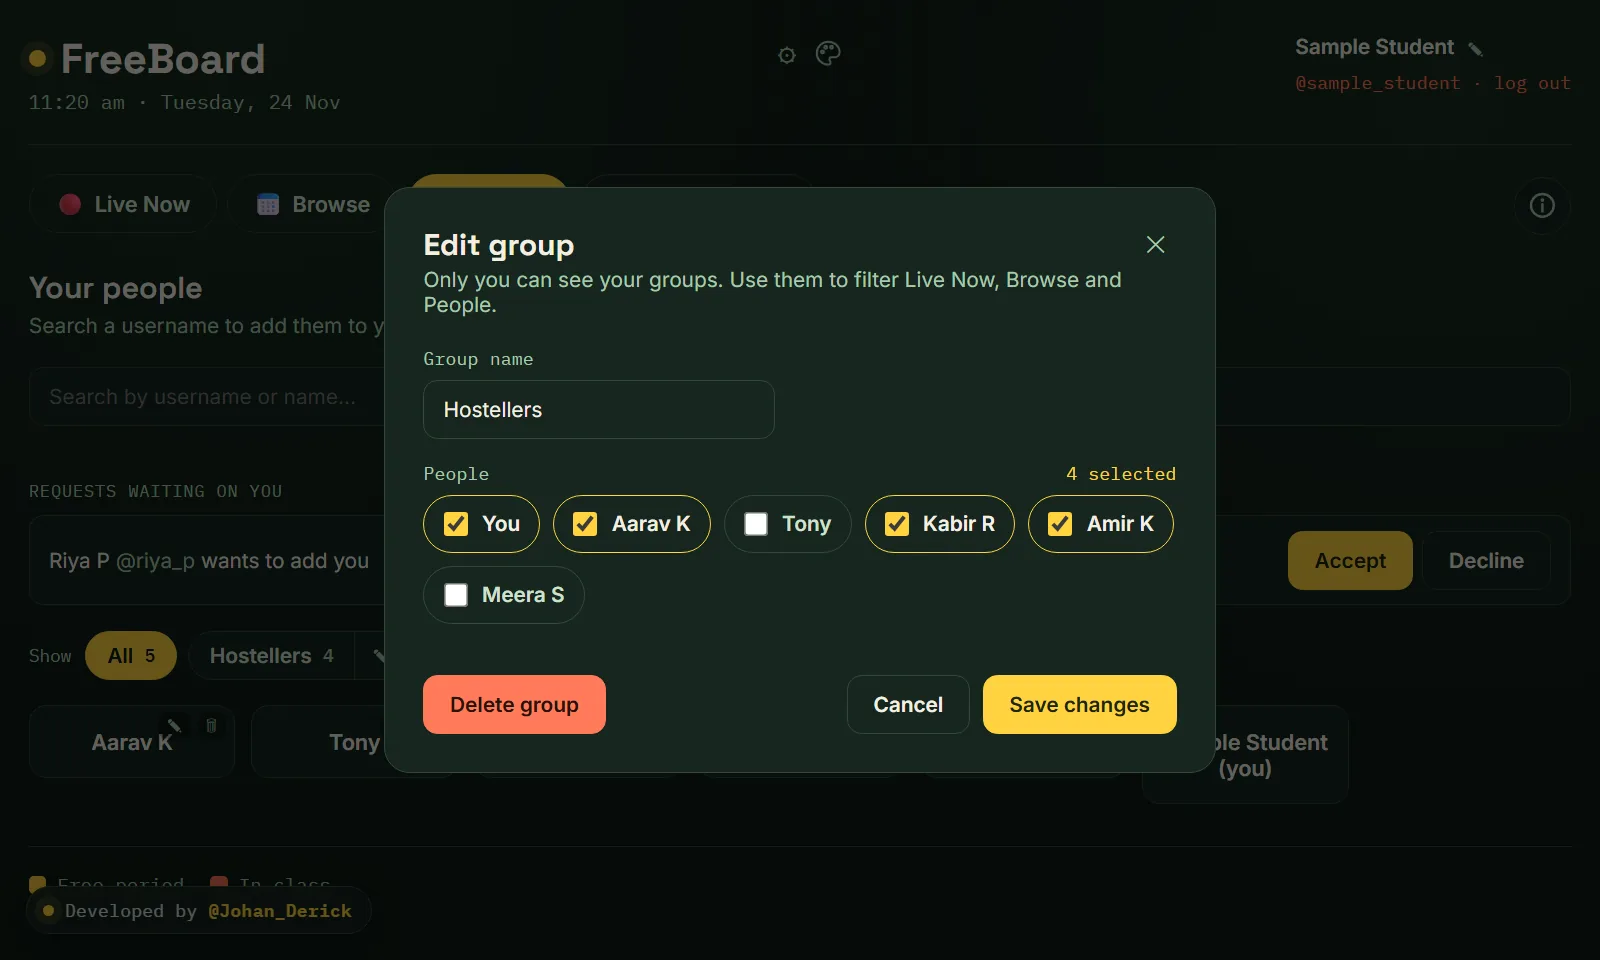 FreeBoard
11:20 am · Tuesday, 24 Nov
Sample Student
@sample_student · log out
Live Now
Browse
Your people
Search a username to add them to y
Search by username or name...
REQUESTS WAITING ON YOU
Riya P @riya_p wants to add you
Accept
Decline
Show
All 5
Hostellers 4
Aarav K
Tony
ple Student
(you)
Free period
In class
Developed by @Johan_Derick
Edit group
Only you can see your groups. Use them to filter Live Now, Browse and
People.
Group name
Hostellers
People
4 selected
You
Aarav K
Tony
Kabir R
Amir K
Meera S
Delete group
Cancel
Save changes